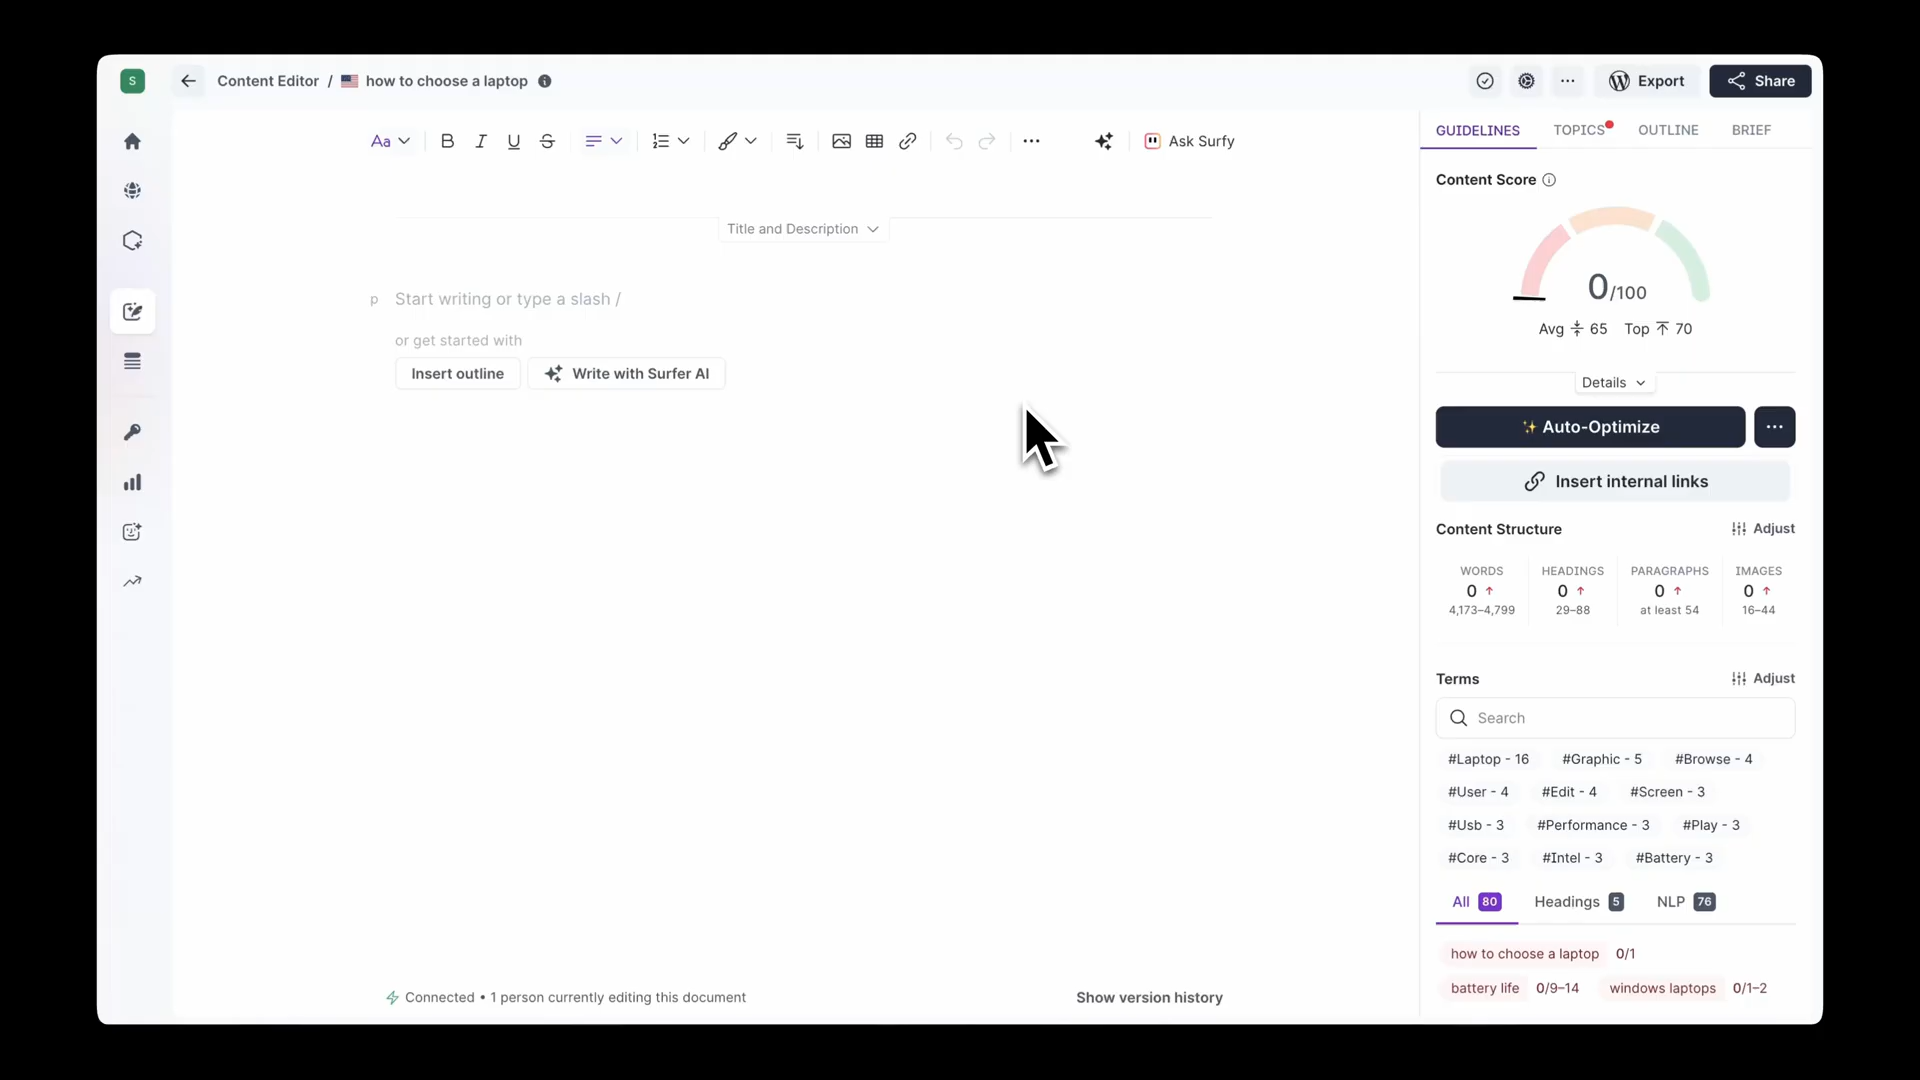 S
Content Editor / how to choose a laptop
Export
Share
Aa
B I U S
Ask Surfy
Title and Description
p Start writing or type a slash /
or get started with
Insert outline
Write with Surfer AI
Connected • 1 person currently editing this document
Show version history
GUIDELINES TOPICS OUTLINE BRIEF
Content Score
0/100
Avg 65 Top 70
Details
Auto-Optimize
Insert internal links
Content Structure Adjust
WORDS HEADINGS PARAGRAPHS IMAGES
0 0 0 0
4,173–4,799 29–88 at least 54 16–44
Terms Adjust
Search
#Laptop - 16 #Graphic - 5 #Browse - 4
#User - 4 #Edit - 4 #Screen - 3
#Usb - 3 #Performance - 3 #Play - 3
#Core - 3 #Intel - 3 #Battery - 3
All 80 Headings 5 NLP 76
how to choose a laptop 0/1
battery life 0/9–14 windows laptops 0/1–2